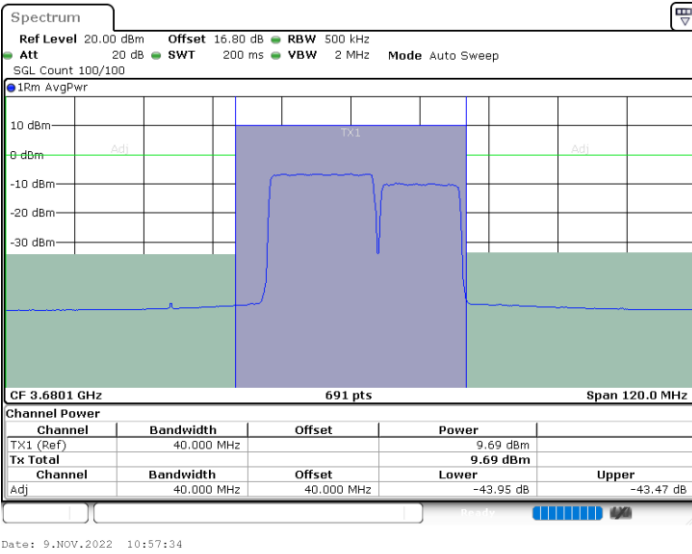 Spectrum
Ref Level 20.00 dBm Offset 16.80 dB RBW 500 kHz
Att 20 dB SWT 200 ms VBW 2 MHz Mode Auto Sweep
SGL Count 100/100
1Rm AvgPwr
10 dBm
TX1
0 dBm Adj Adj
-10 dBm
-20 dBm
-30 dBm
CF 3.6801 GHz 691 pts Span 120.0 MHz
Channel Power
Channel Bandwidth Offset Power
TX1 (Ref) 40.000 MHz 9.69 dBm
Tx Total 9.69 dBm
Channel Bandwidth Offset Lower Upper
Adj 40.000 MHz 40.000 MHz -43.95 dB -43.47 dB
Ready
Date: 9.NOV.2022 10:57:34